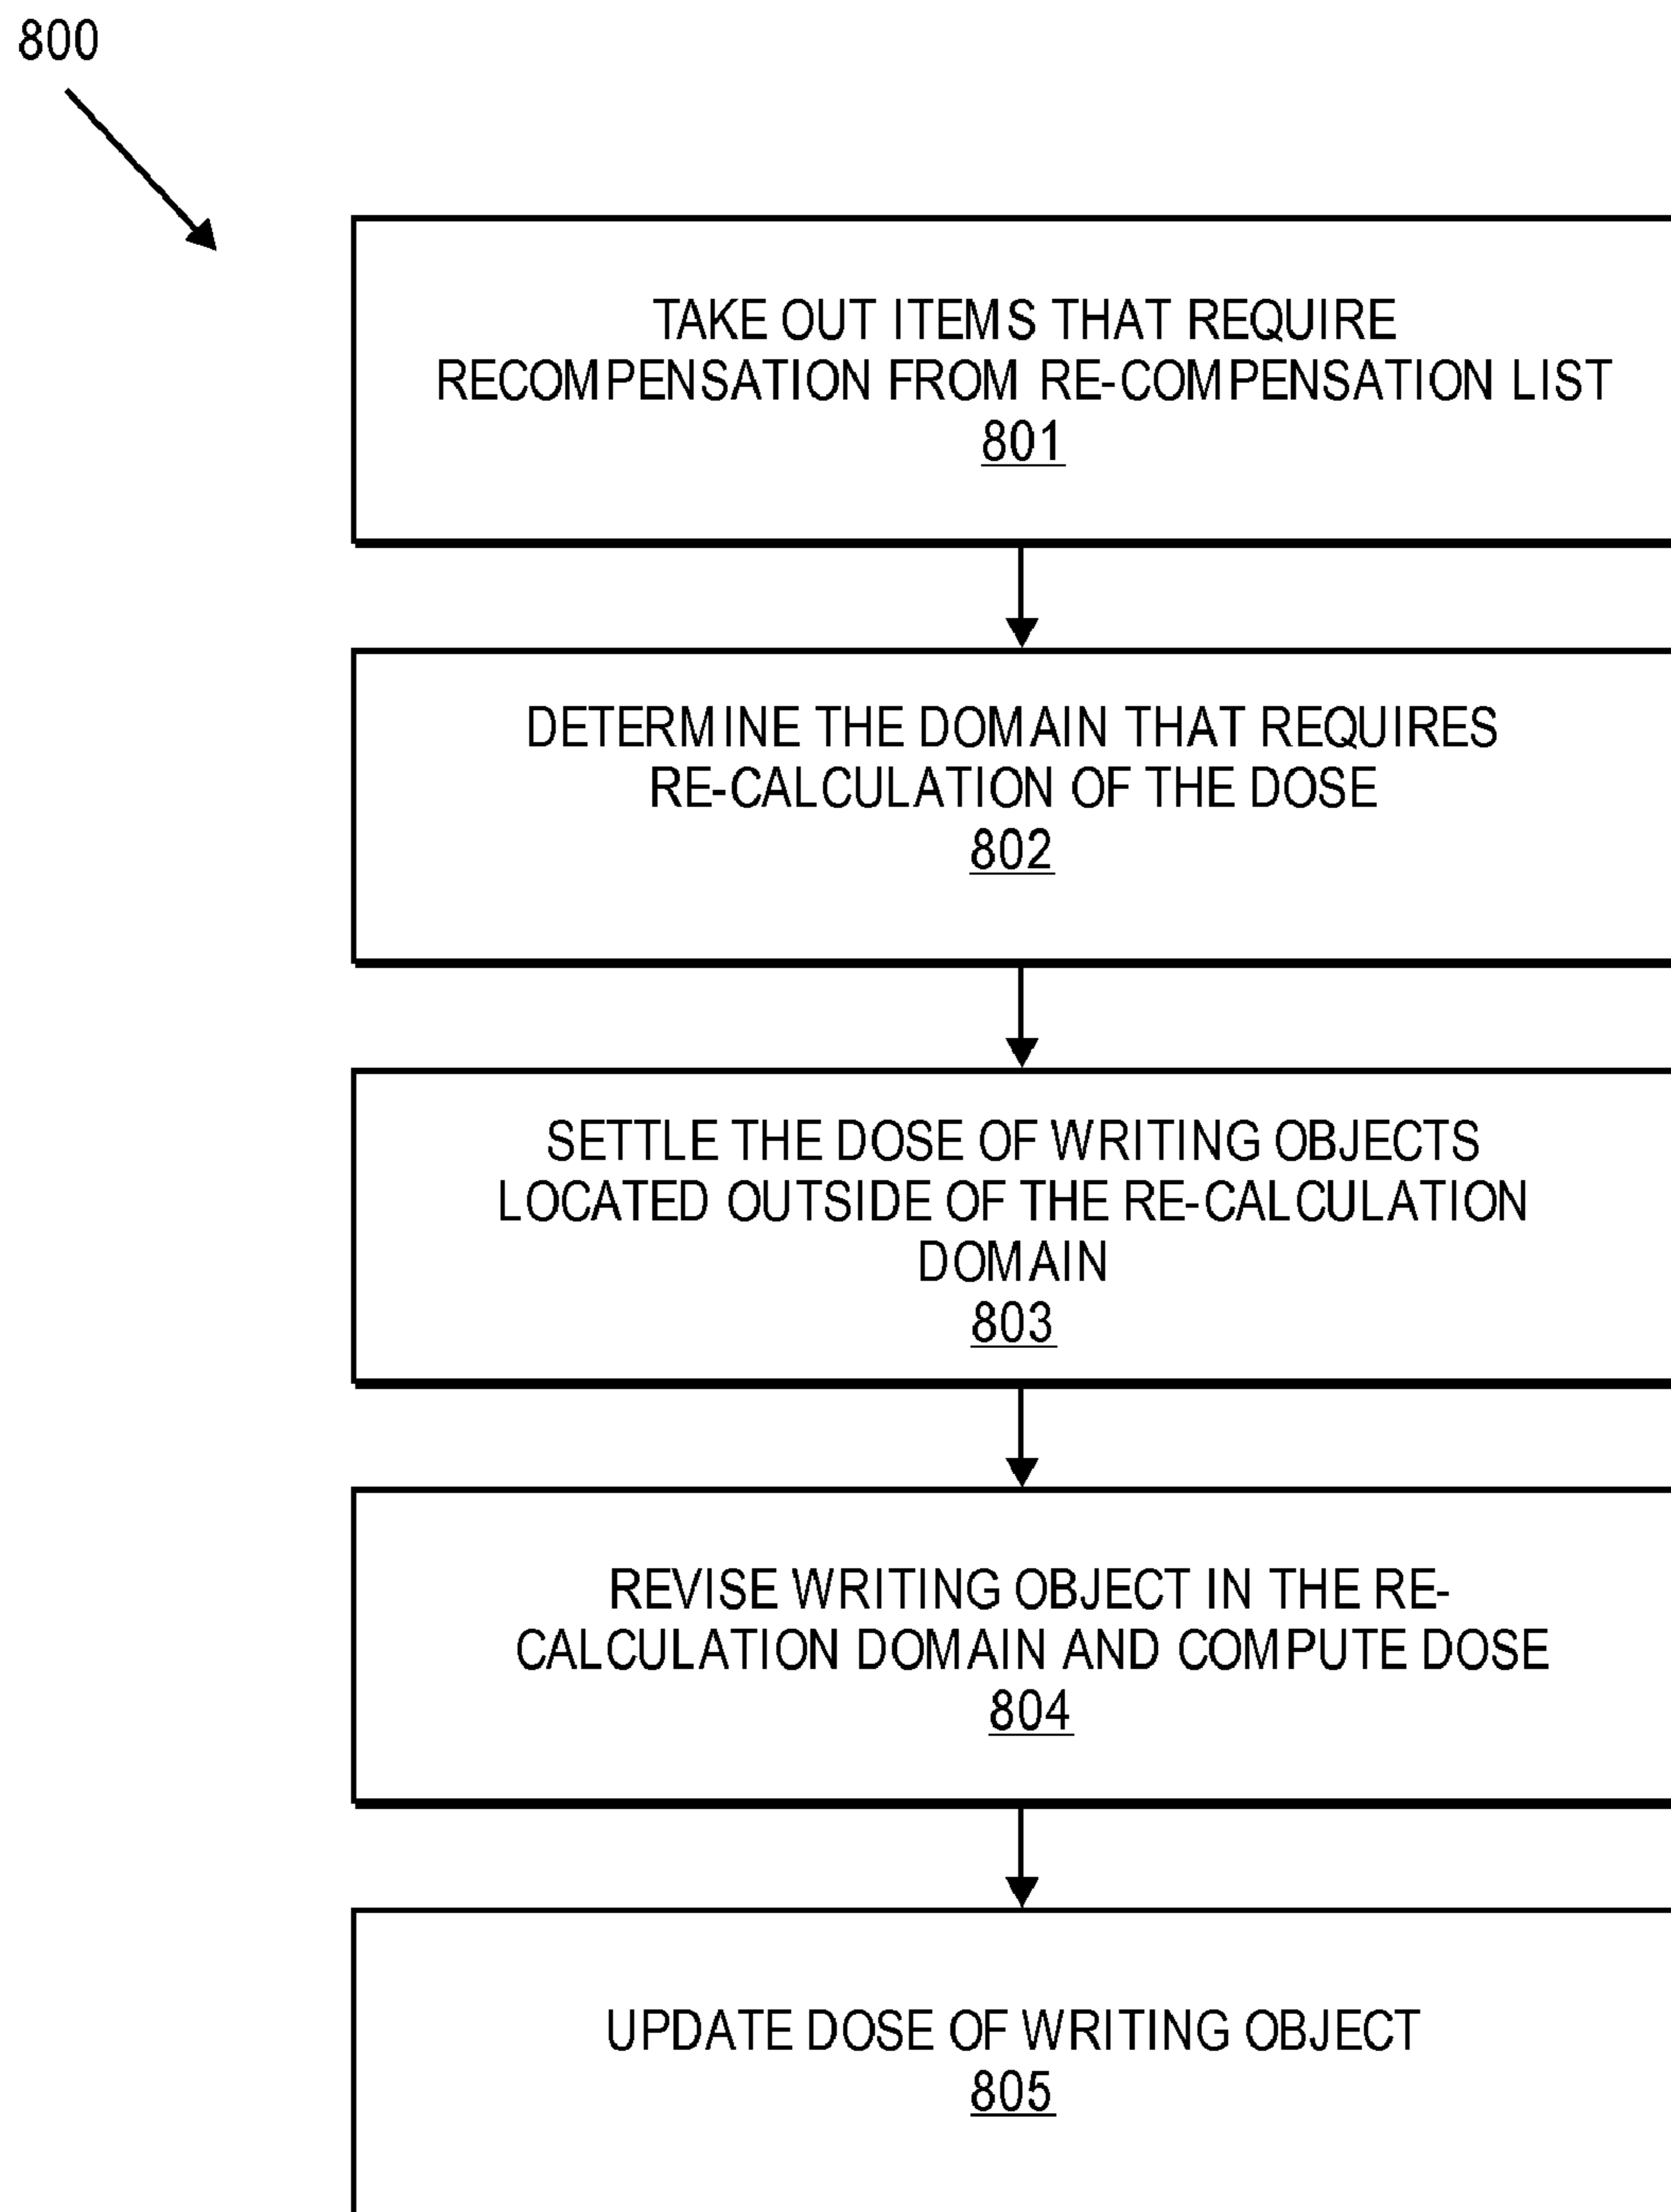 800
TAKE OUT ITEMS THAT REQUIRE
RECOMPENSATION FROM RE-COMPENSATION LIST
801
DETERMINE THE DOMAIN THAT REQUIRES
RE-CALCULATION OF THE DOSE
802
SETTLE THE DOSE OF WRITING OBJECTS
LOCATED OUTSIDE OF THE RE-CALCULATION
DOMAIN
803
REVISE WRITING OBJECT IN THE RE-
CALCULATION DOMAIN AND COMPUTE DOSE
804
UPDATE DOSE OF WRITING OBJECT
805